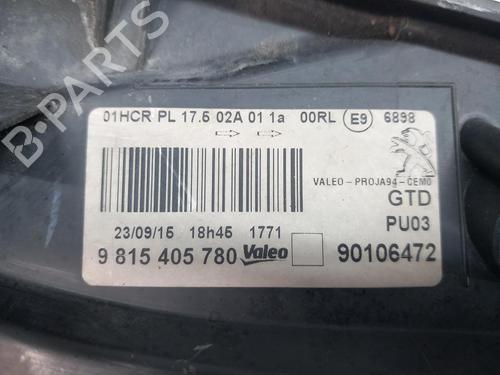 01HCR PL 17.5 02A 01 1a 00RL E9 6898
VALEO - PROJA94 - CEM0
GTD
PU03
23/09/15 18h45 1771
9 815 405 780 Valeo 90106472
B-PARTS